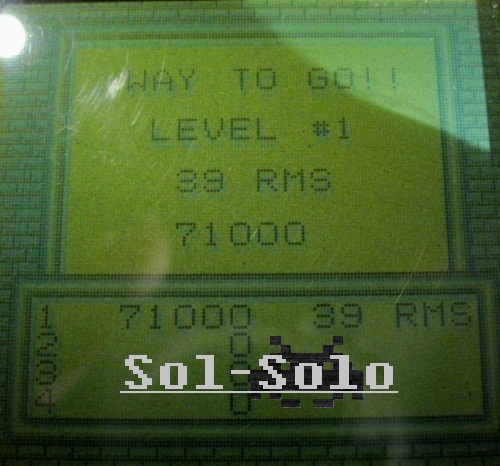 WAY TO GO!!
LEVEL #1
39 RMS
71000
1 71000 39 RMS
2 0
3 0
4 0
Sol-Solo